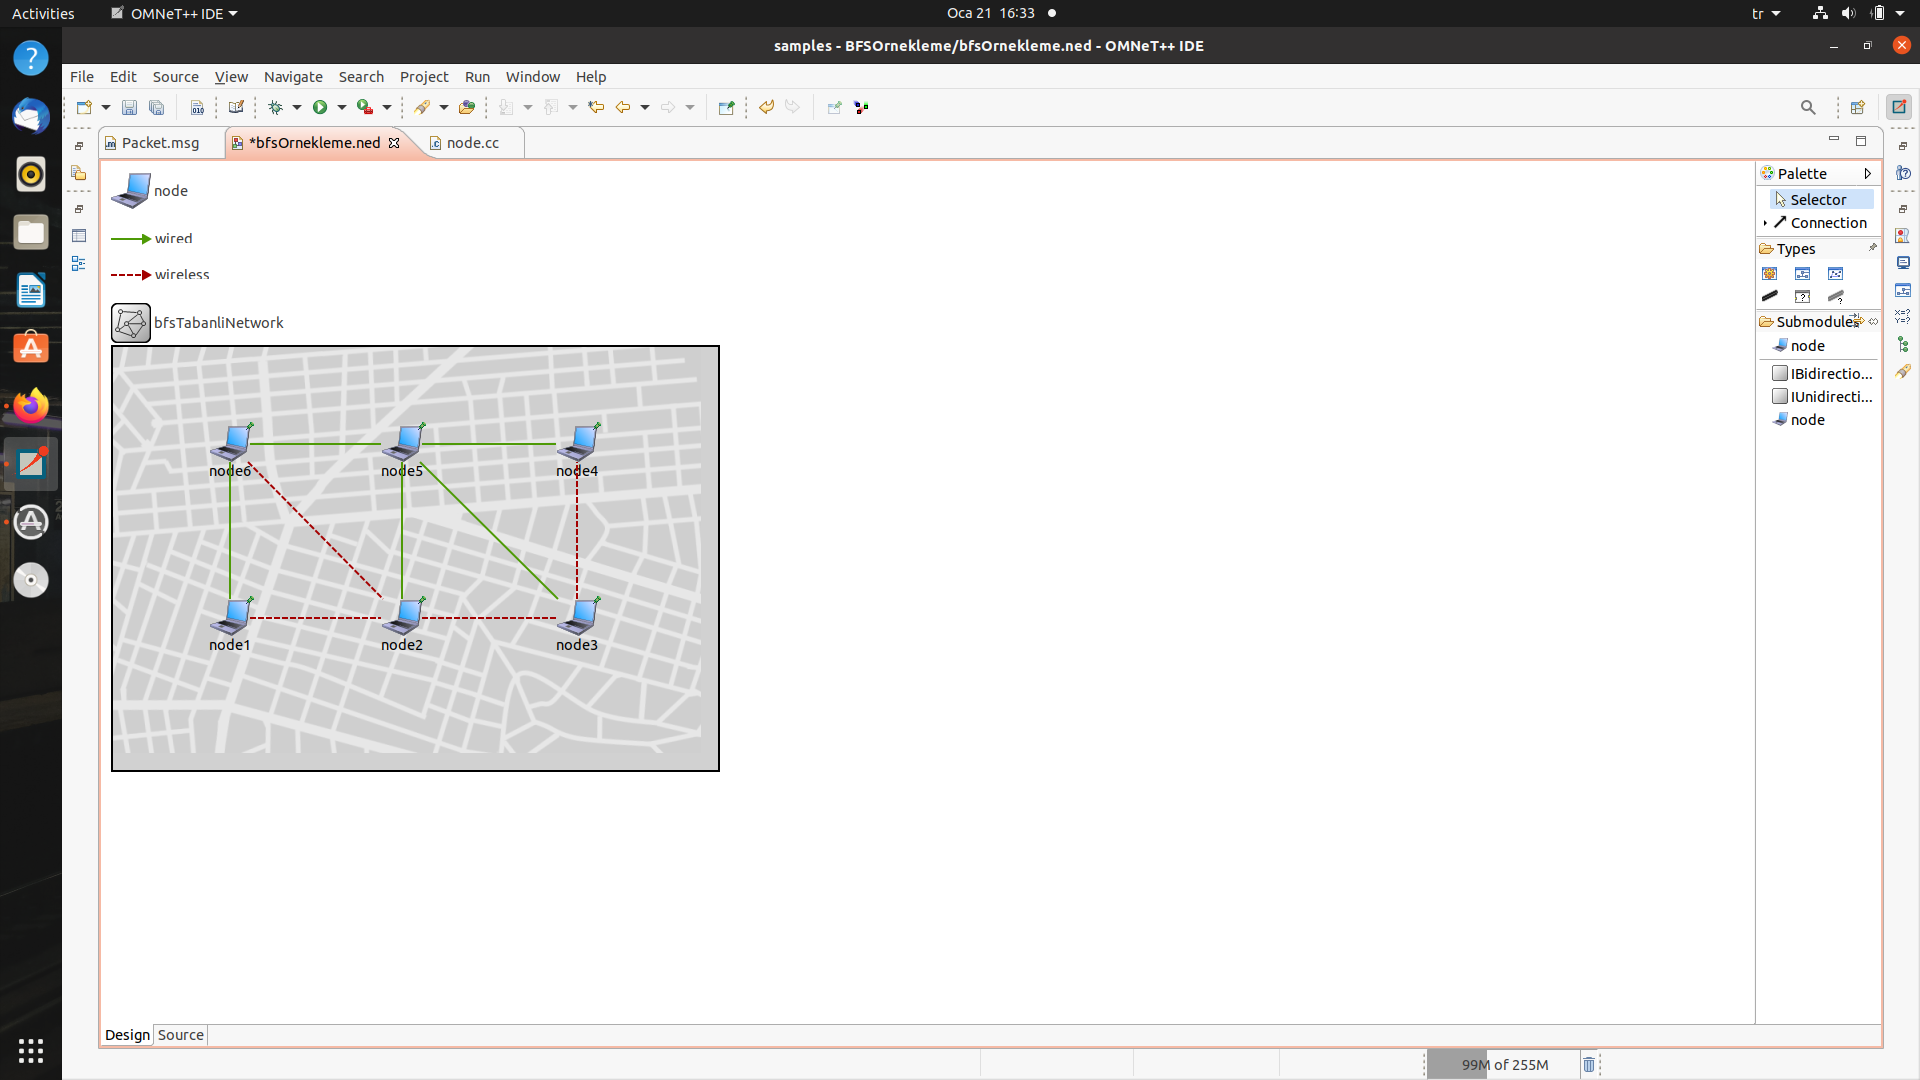 Activities
OMNeT++ IDE
Oca 21 16:33
tr
samples - BFSOrnekleme/bfsOrnekleme.ned - OMNeT++ IDE
File Edit Source View Navigate Search Project Run Window Help
Packet.msg
*bfsOrnekleme.ned
node.cc
node
wired
wireless
bfsTabanliNetwork
node6
node5
node4
node1
node2
node3
Palette
Selector
Connection
Types
Submodules
node
IBidirectio...
IUnidirecti...
node
Design
Source
99M of 255M